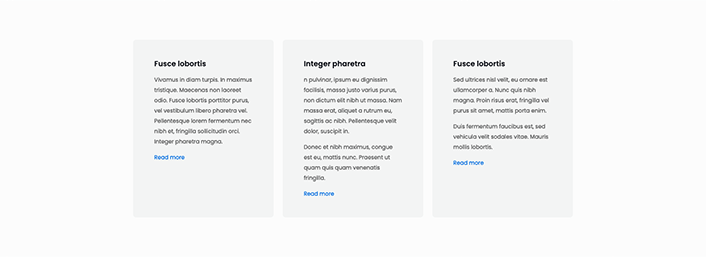 Fusce lobortis
Vivamus in diam turpis. In maximus
tristique. Maecenas non laoreet
odio. Fusce lobortis porttitor purus,
vel vestibulum libero pharetra vel.
Pellentesque lorem fermentum nec
nibh et, fringilla sollicitudin orci.
Integer pharetra magna.
Read more
Integer pharetra
n pulvinar, ipsum eu dignissim
facilisis, massa justo varius purus,
non dictum elit nibh ut massa. Nam
massa erat, aliquet a rutrum eu,
sagittis ac nibh. Pellentesque velit
dolor, suscipit in.
Donec et nibh maximus, congue
est eu, mattis nunc. Praesent ut
quam quis quam venenatis
fringilla.
Read more
Fusce lobortis
Sed ultrices nisl velit, eu ornare est
ullamcorper a. Nunc quis nibh
magna. Proin risus erat, fringilla vel
purus sit amet, mattis porta enim.
Duis fermentum faucibus est, sed
vehicula velit sodales vitae. Mauris
mollis lobortis.
Read more